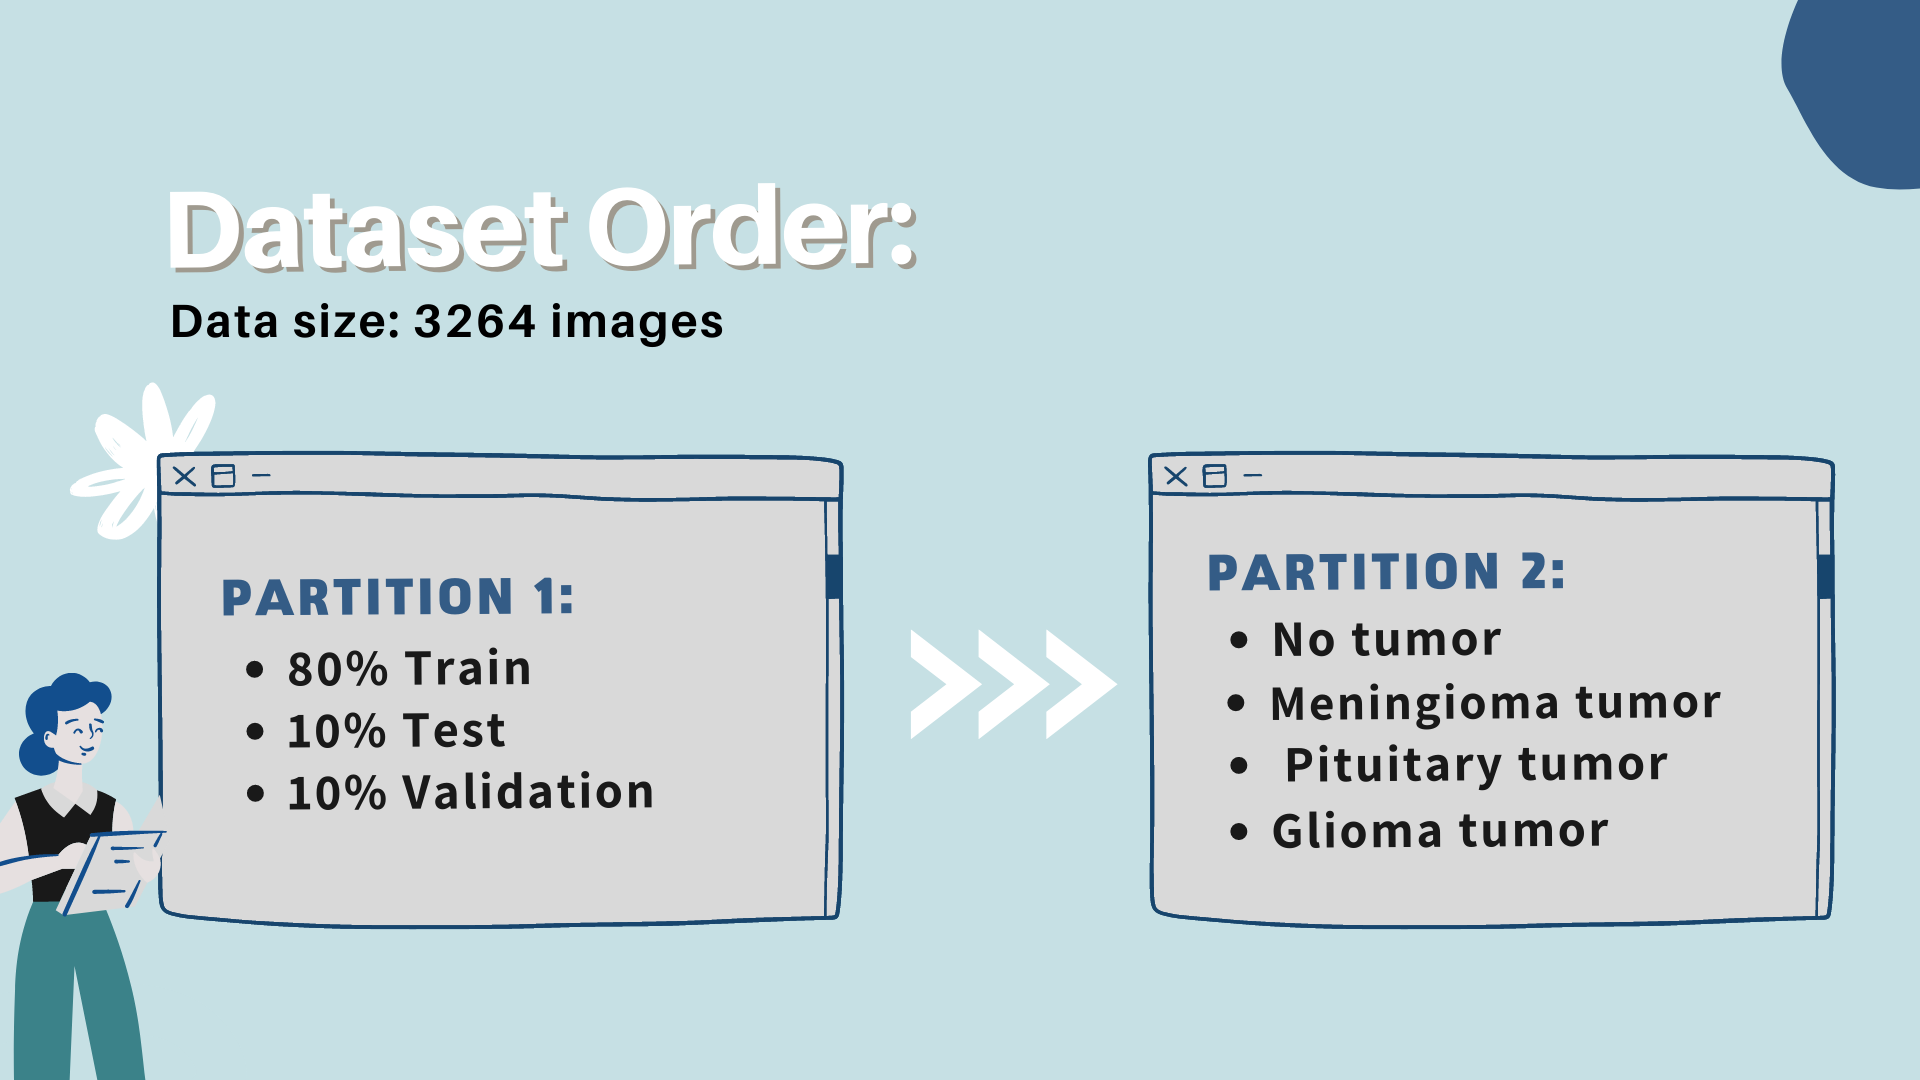 Dataset Order:
Data size: 3264 images
PARTITION 1:
• 80% Train
• 10% Test
• 10% Validation
PARTITION 2:
• No tumor
• Meningioma tumor
• Pituitary tumor
• Glioma tumor